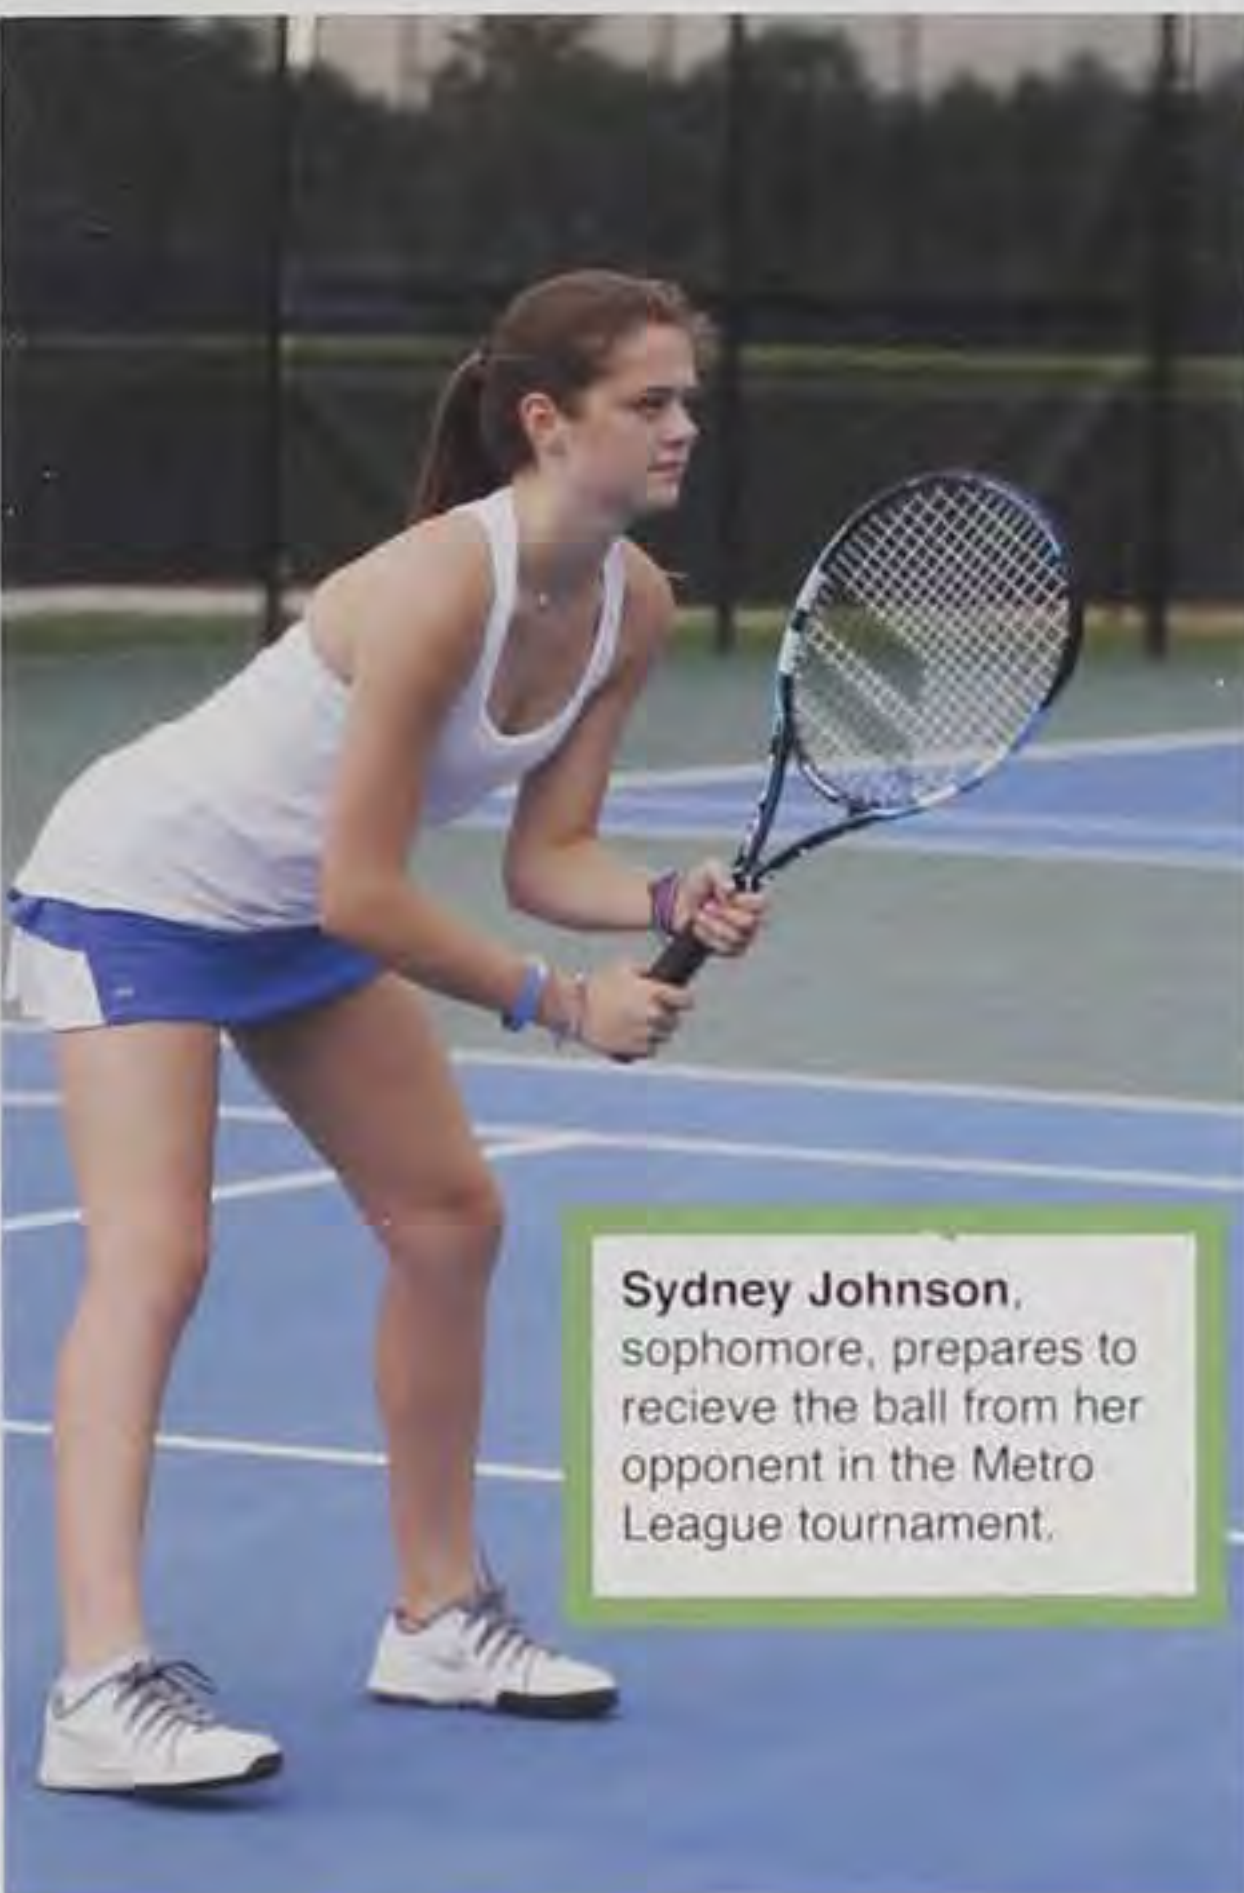 Sydney Johnson,
sophomore, prepares to
recieve the ball from her
opponent in the Metro
League tournament.